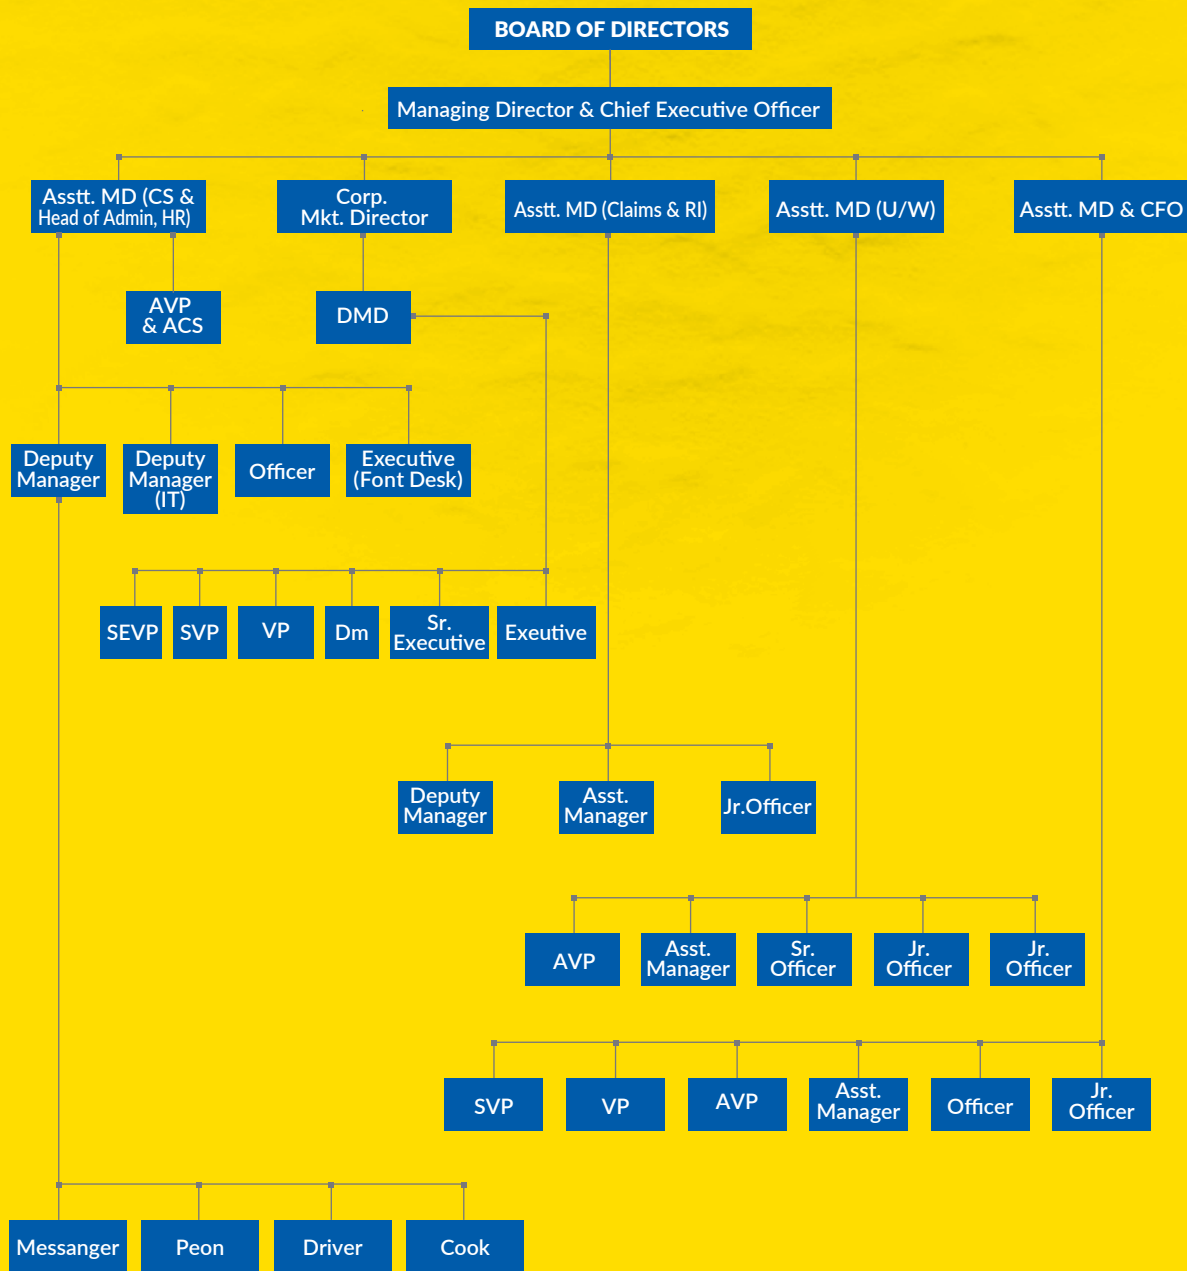 BOARD OF DIRECTORS
Managing Director & Chief Executive Officer
Asstt. MD (CS &
Head of Admin, HR)
Corp.
Mkt. Director
Asstt. MD (Claims & RI)
Asstt. MD (U/W)
Asstt. MD & CFO
AVP
& ACS
DMD
Deputy
Manager
Deputy
Manager
(IT)
Officer
Executive
(Font Desk)
SEVP
SVP
VP
Dm
Sr.
Executive
Exeutive
Deputy
Manager
Asst.
Manager
Jr.Officer
AVP
Asst.
Manager
Sr.
Officer
Jr.
Officer
Jr.
Officer
SVP
VP
AVP
Asst.
Manager
Officer
Jr.
Officer
Messanger
Peon
Driver
Cook